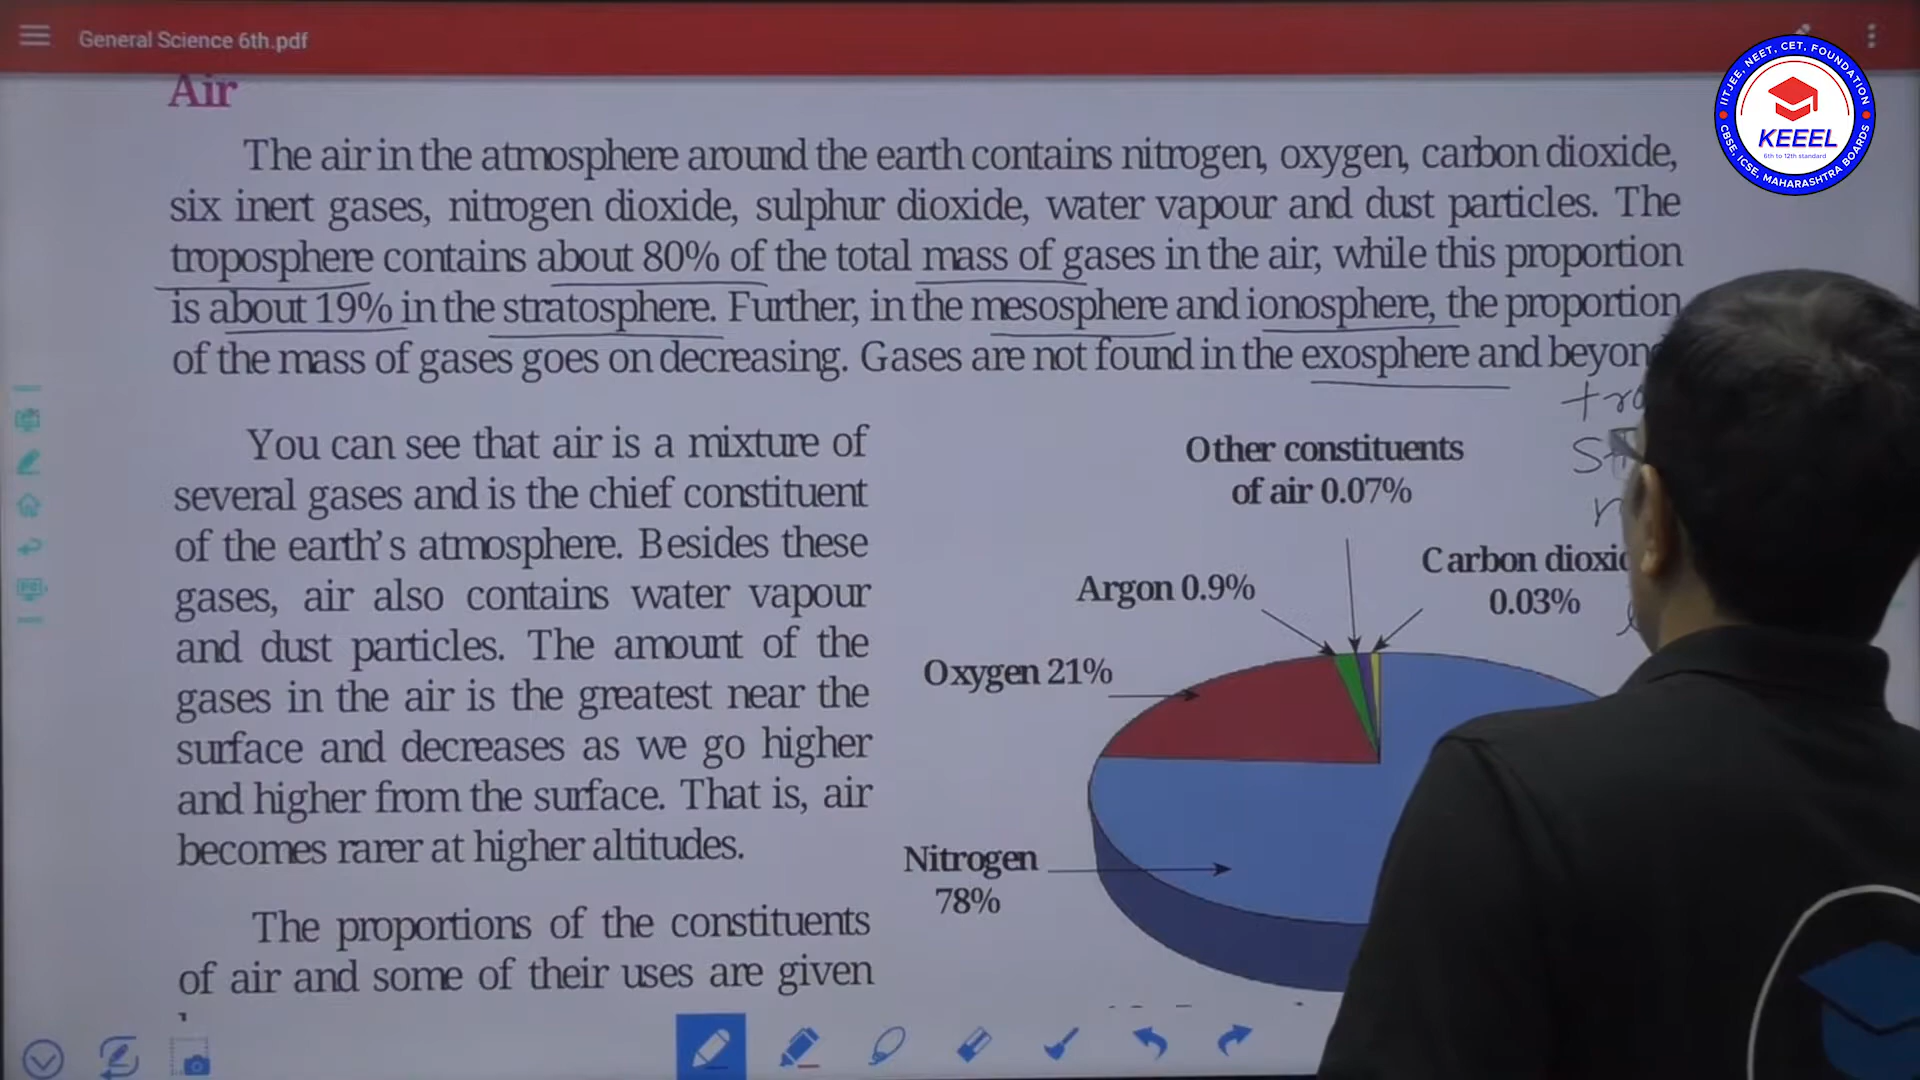 General Science 6th.pdf
IITJEE, NEET, CET, FOUNDATION
KEEEL
6th to 12th standard
CBSE, ICSE, MAHARASHTRA BOARDS
Air
The air in the atmosphere around the earth contains nitrogen, oxygen, carbon dioxide,
six inert gases, nitrogen dioxide, sulphur dioxide, water vapour and dust particles. The
troposphere contains about 80% of the total mass of gases in the air, while this proportion
is about 19% in the stratosphere. Further, in the mesosphere and ionosphere, the proportion
of the mass of gases goes on decreasing. Gases are not found in the exosphere and
You can see that air is a mixture of
several gases and is the chief constituent
of the earth's atmosphere. Besides these
gases, air also contains water vapour
and dust particles. The amount of the
gases in the air is the greatest near the
surface and decreases as we go higher
and higher from the surface. That is, air
becomes rarer at higher altitudes.
The proportions of the constituents
of air and some of their uses are given
Other constituents
of air 0.07%
Carbon
0.03%
Argon 0.9%
Oxygen 21%
Nitrogen
78%